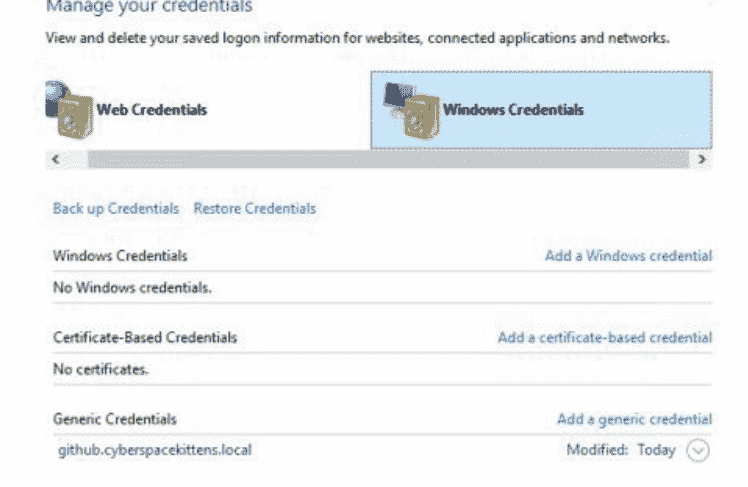 Manage your credentials
View and delete your saved logon information for websites, connected applications and networks.
Web Credentials
Windows Credentials
Back up Credentials Restore Credentials
Windows Credentials Add a Windows credential
No Windows credentials.
Certificate-Based Credentials Add a certificate-based credential
No certificates.
Generic Credentials Add a generic credential
github.cyberspacekittens.local Modified: Today